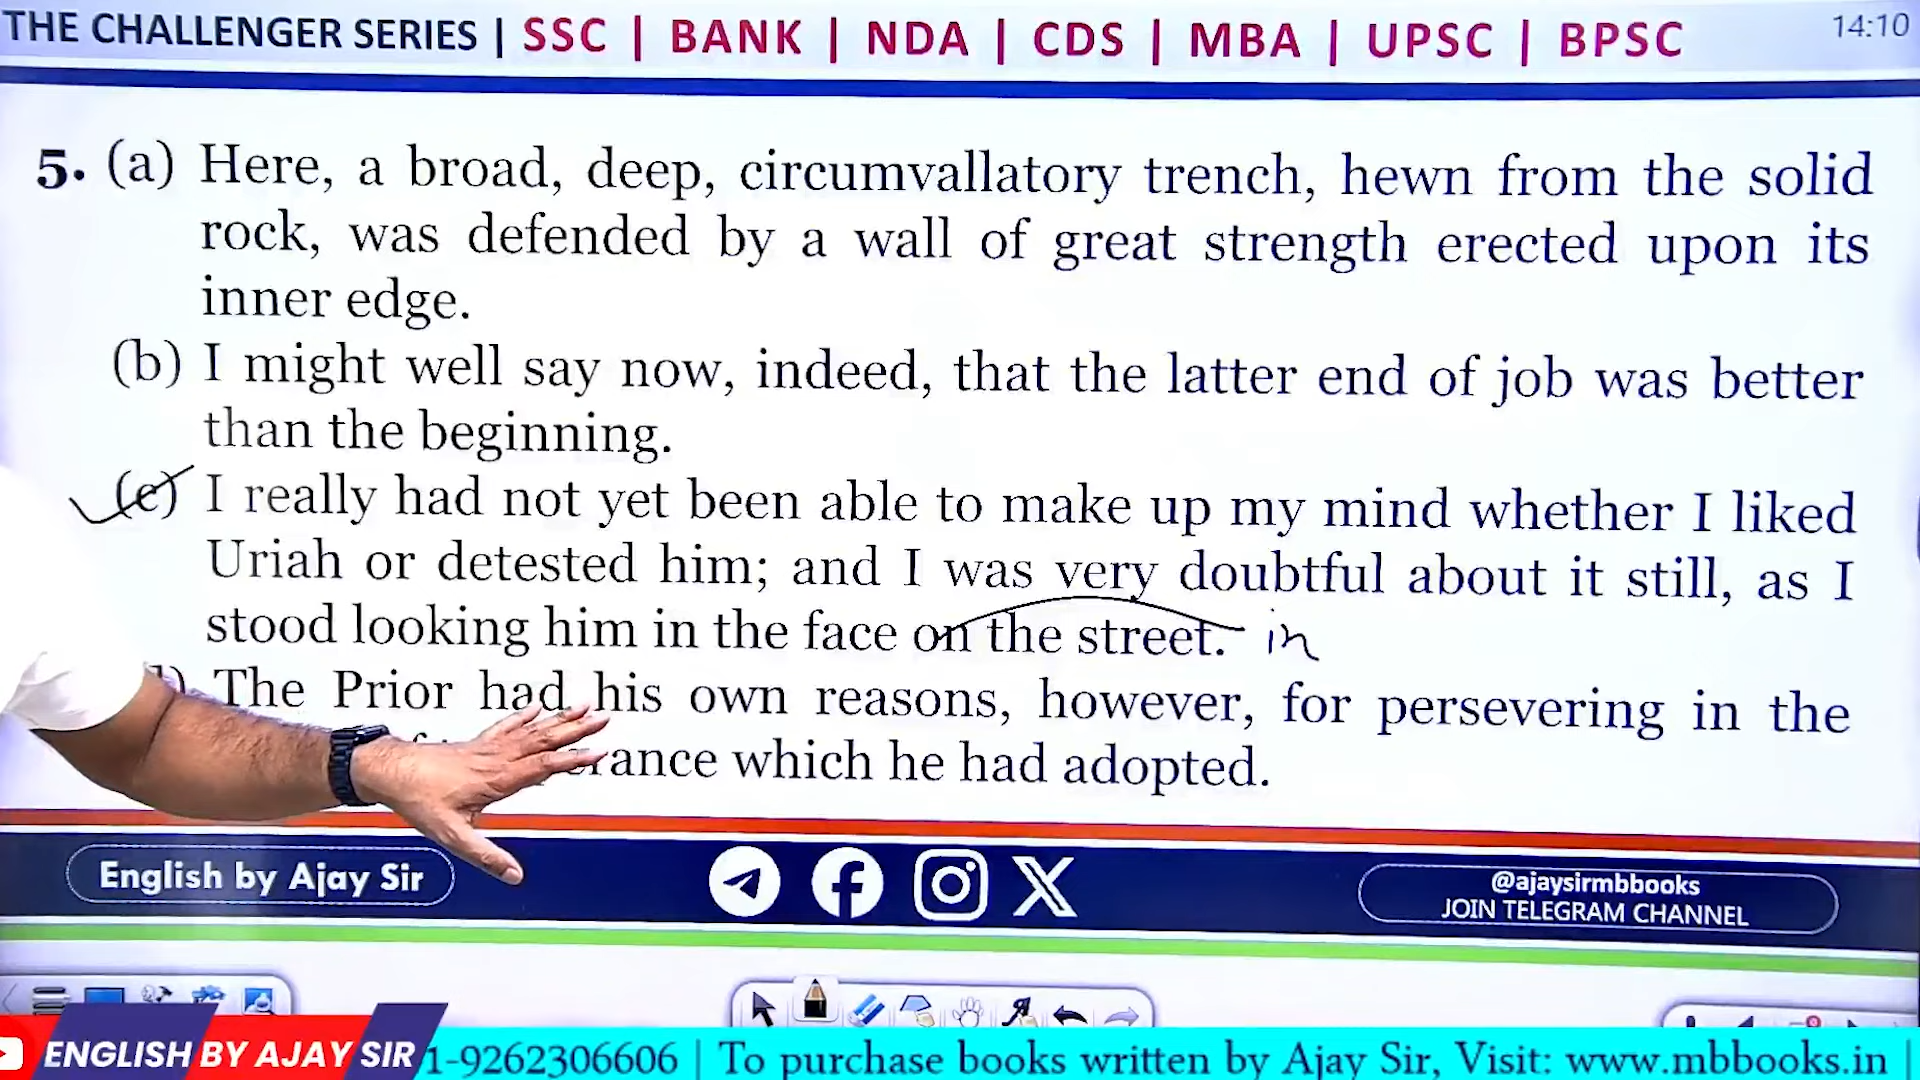 THE CHALLENGER SERIES | SSC | BANK | NDA | CDS | MBA | UPSC | BPSC
14:10
5. (a) Here, a broad, deep, circumvallatory trench, hewn from the solid
rock, was defended by a wall of great strength erected upon its
inner edge.
(b) I might well say now, indeed, that the latter end of job was better
than the beginning.
(c) I really had not yet been able to make up my mind whether I liked
Uriah or detested him; and I was very doubtful about it still, as I
stood looking him in the face on the street. in
The Prior had his own reasons, however, for persevering in the
which he had adopted.
English by Ajay Sir
@ajaysirmbbooks
JOIN TELEGRAM CHANNEL
ENGLISH BY AJAY SIR
1-9262306606 | To purchase books written by Ajay Sir, Visit: www.mbbooks.in |